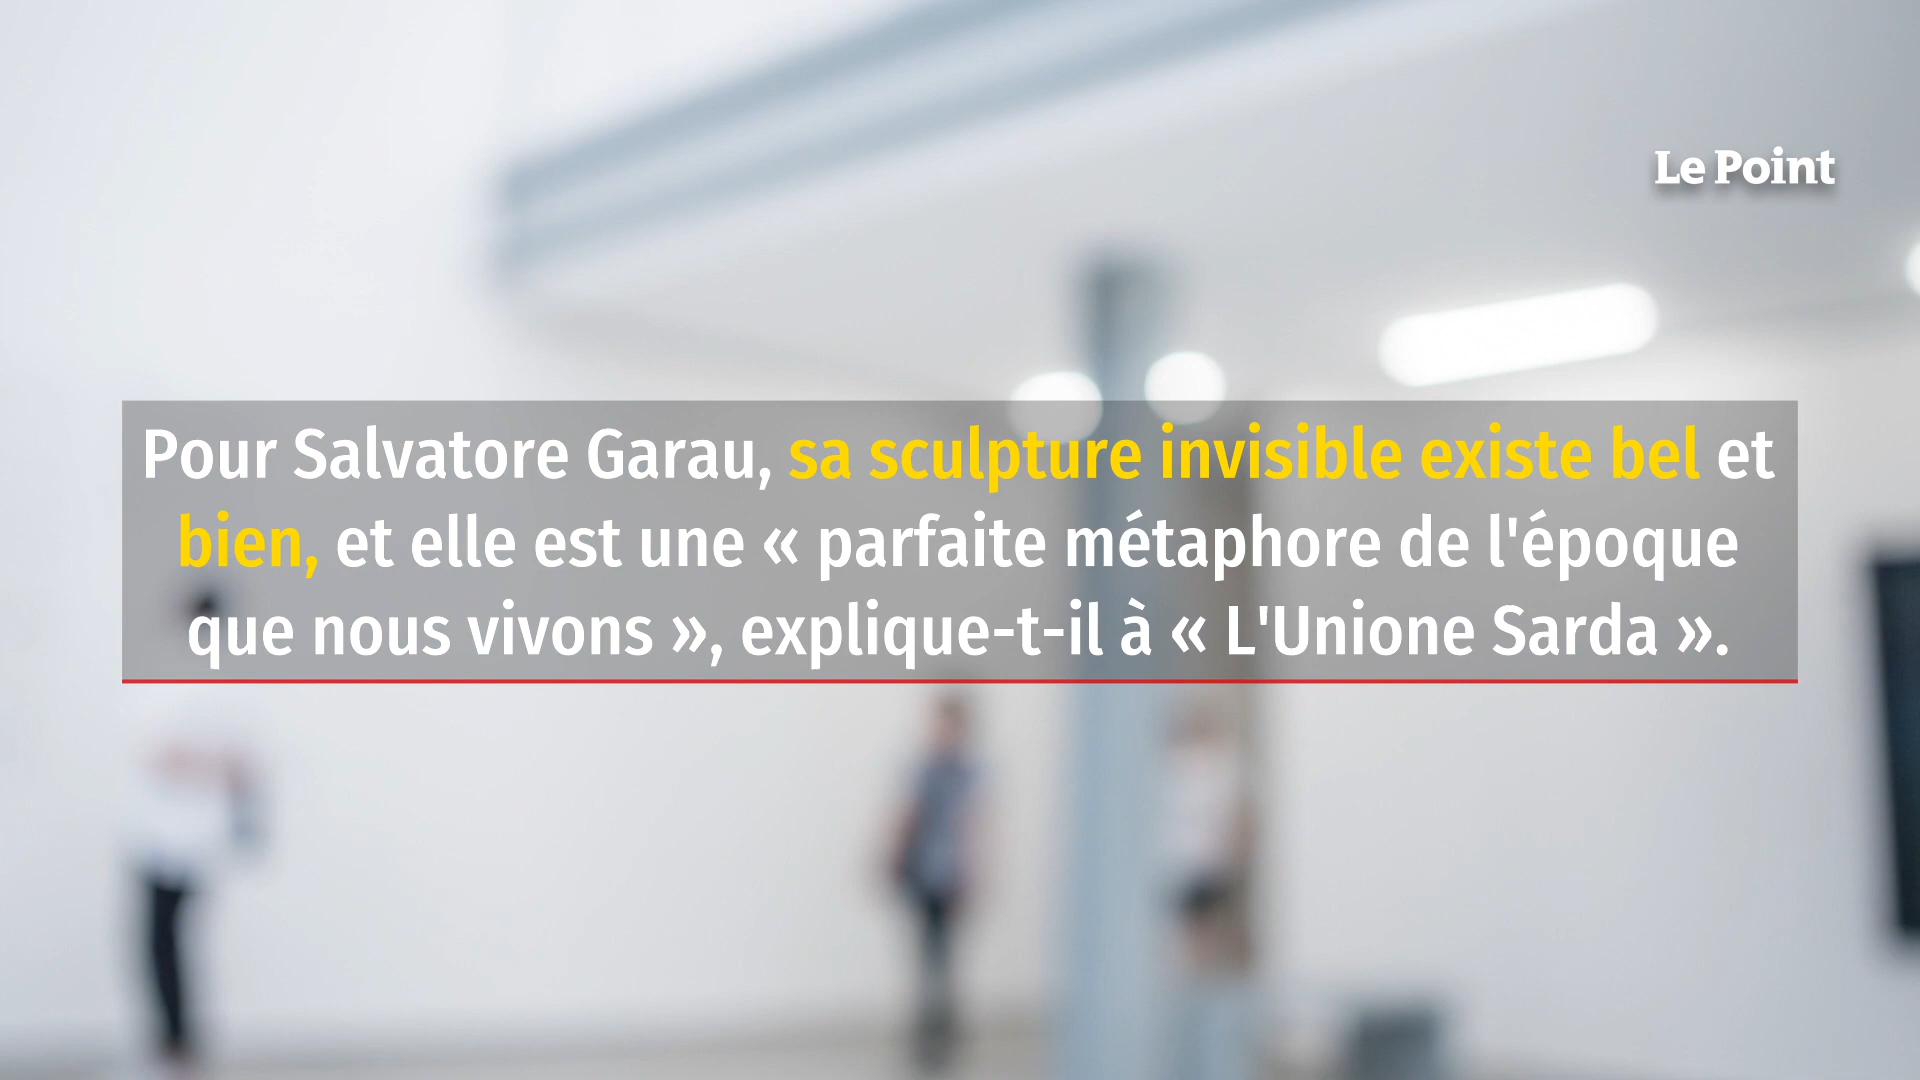 Le Point
Pour Salvatore Garau, sa sculpture invisible existe bel et
bien, et elle est une « parfaite métaphore de l'époque
que nous vivons », explique-t-il à « L'Unione Sarda ».